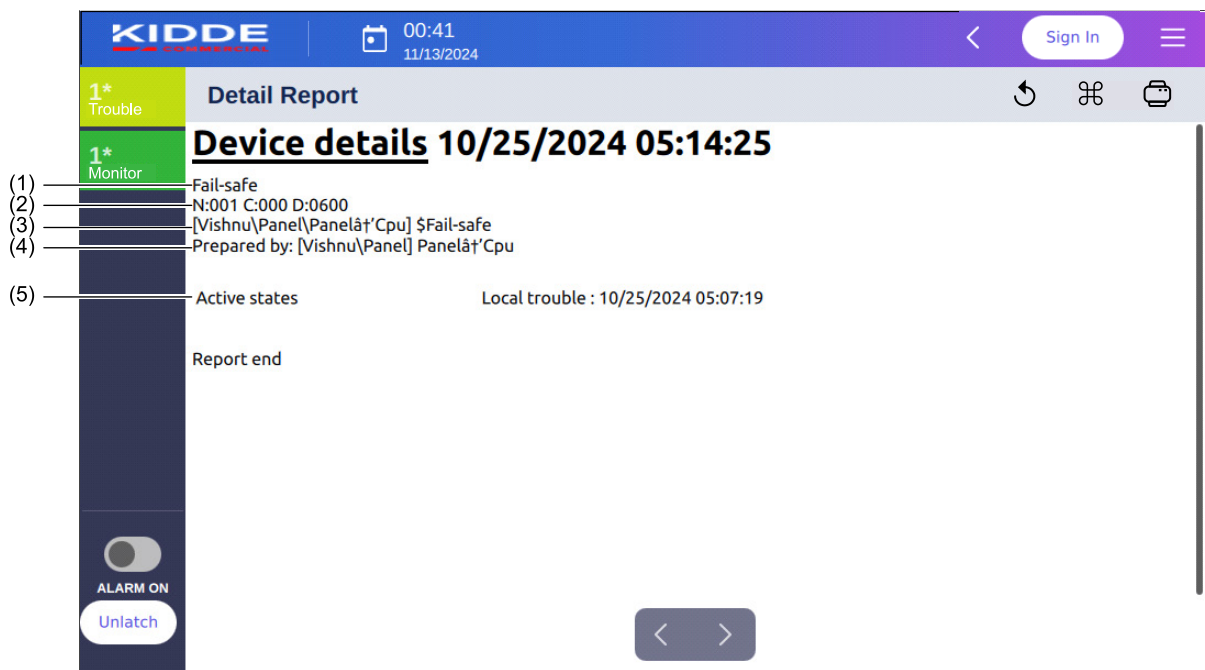 KIDDE
COMMERCIAL
00:41
11/13/2024
Sign In
1*
Trouble
Detail Report
1*
Monitor
Device details 10/25/2024 05:14:25
(1)
Fail-safe
(2)
N:001 C:000 D:0600
(3)
[Vishnu\Panel\Panelâ†’Cpu] $Fail-safe
(4)
Prepared by: [Vishnu\Panel] Panelâ†’Cpu
(5)
Active states Local trouble : 10/25/2024 05:07:19
Report end
ALARM ON
Unlatch